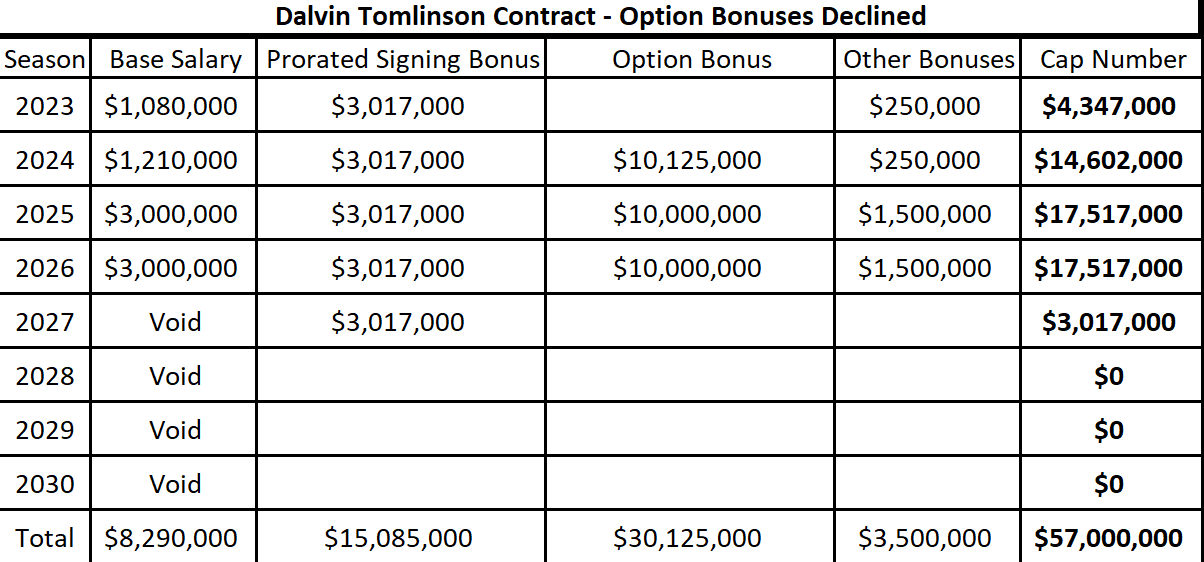 Dalvin Tomlinson Contract - Option Bonuses Declined
Season Base Salary Prorated Signing Bonus Option Bonus Other Bonuses Cap Number
2023 $1,080,000 $3,017,000 $250,000 $4,347,000
2024 $1,210,000 $3,017,000 $10,125,000 $250,000 $14,602,000
2025 $3,000,000 $3,017,000 $10,000,000 $1,500,000 $17,517,000
2026 $3,000,000 $3,017,000 $10,000,000 $1,500,000 $17,517,000
2027 Void $3,017,000 $3,017,000
2028 Void $0
2029 Void $0
2030 Void $0
Total $8,290,000 $15,085,000 $30,125,000 $3,500,000 $57,000,000